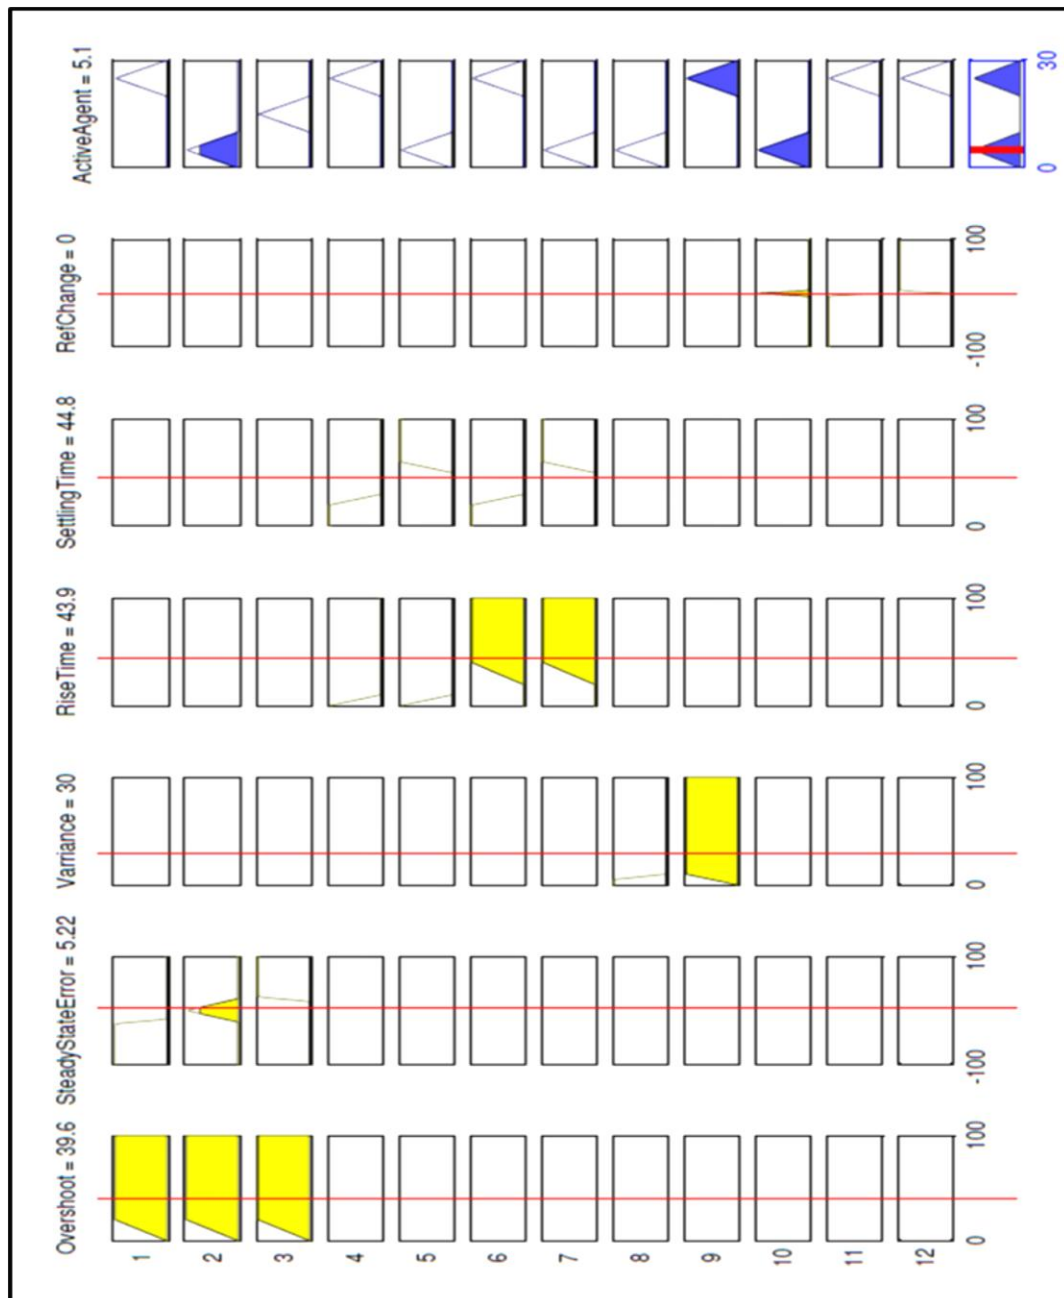 Overshoot = 39.6
SteadyStateError = 5.22
Varriance = 30
RiseTime = 43.9
SettlingTime = 44.8
RefChange = 0
ActiveAgent = 5.1
1
2
3
4
5
6
7
8
9
10
11
12
0 100
-100 100
0 100
0 100
0 100
-100 100
0 30